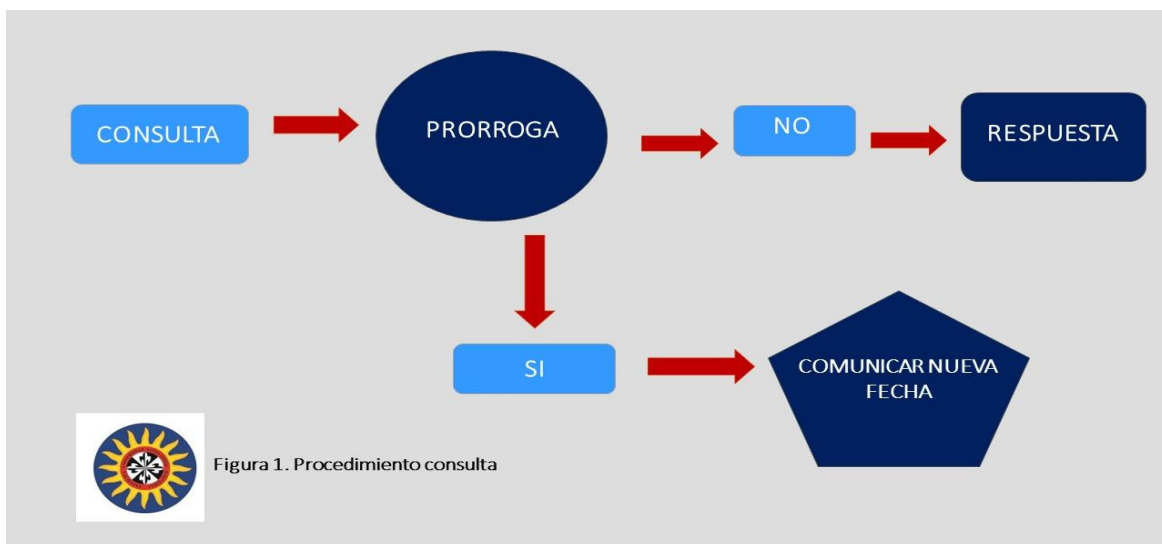 CONSULTA
PRORROGA
NO
RESPUESTA
SI
COMUNICAR NUEVA
FECHA
Figura 1. Procedimiento consulta